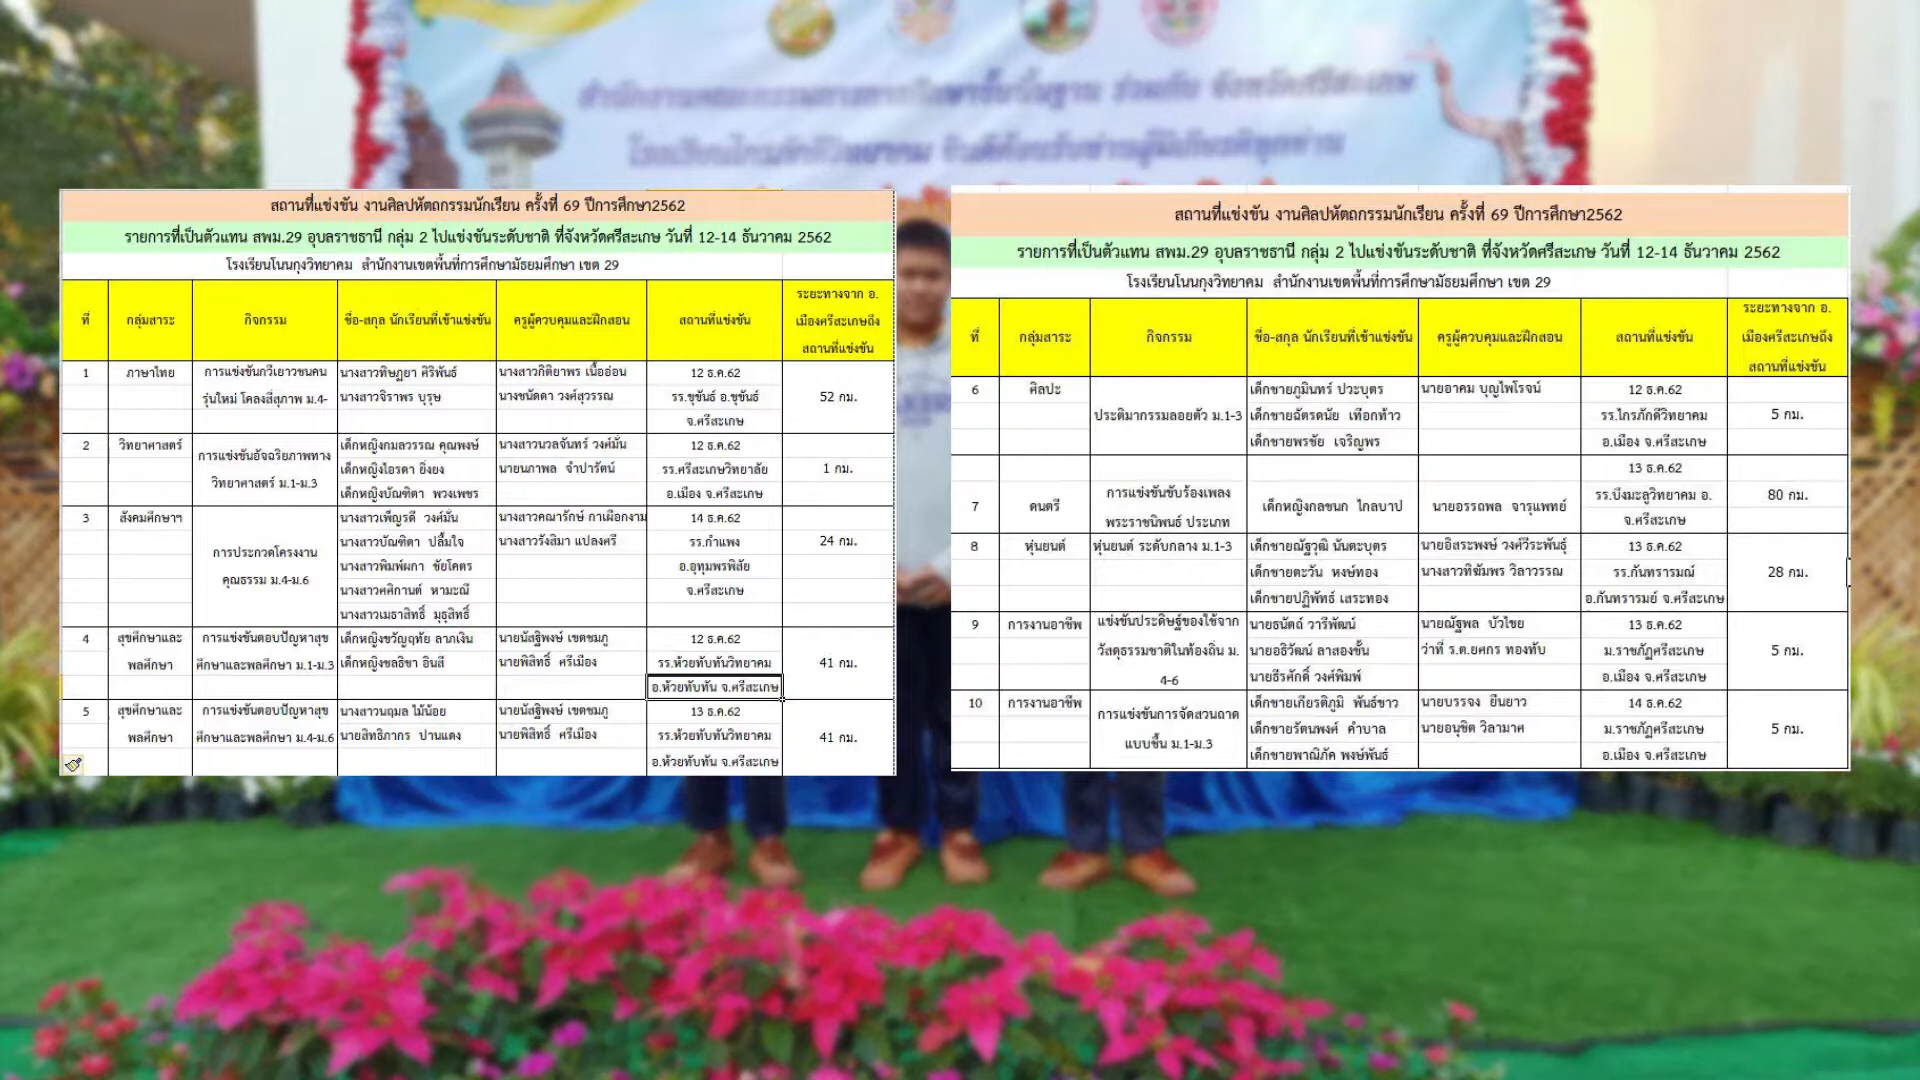 สำนักงานคณะกรรมการการศึกษาขั้นพื้นฐาน ร่วมกับ จังหวัดศรีสะเกษ
โรงเรียนไกรภักดีวิทยาคม ยินดีต้อนรับท่านผู้มีเกียรติทุกท่าน
สถานที่แข่งขัน งานศิลปหัตถกรรมนักเรียน ครั้งที่ 69 ปีการศึกษา2562
รายการที่เป็นตัวแทน สพม.29 อุบลราชธานี กลุ่ม 2 ไปแข่งขันระดับชาติ ที่จังหวัดศรีสะเกษ วันที่ 12-14 ธันวาคม 2562
โรงเรียนโนนกุงวิทยาคม สำนักงานเขตพื้นที่การศึกษามัธยมศึกษา เขต 29
ที่ กลุ่มสาระ กิจกรรม ชื่อ-สกุล นักเรียนที่เข้าแข่งขัน ครูผู้ควบคุมและฝึกสอน สถานที่แข่งขัน ระยะทางจาก อ.
เมืองศรีสะเกษถึง
สถานที่แข่งขัน
1 ภาษาไทย การแข่งขันกวีเยาวชนคน นางสาวทิษฏยา ศิริพันธ์ นางสาวกิติยาพร เนื้ออ่อน 12 ธ.ค.62
รุ่นใหม่ โคลงสี่สุภาพ ม.4- นางสาวจิราพร บุรุษ นางชนัดดา วงศ์สุวรรณ รร.ขุขันธ์ อ.ขุขันธ์ 52 กม.
จ.ศรีสะเกษ
2 วิทยาศาสตร์ การแข่งขันอัจฉริยภาพทาง เด็กหญิงกมลวรรณ คุณพงษ์ นางสาวนวลจันทร์ วงศ์มั่น 12 ธ.ค.62
วิทยาศาสตร์ ม.1-ม.3 เด็กหญิงไอรดา ยิ่งยง นายนภาพล จำปารัตน์ รร.ศรีสะเกษวิทยาลัย 1 กม.
เด็กหญิงบัณฑิตา พวงเพชร อ.เมือง จ.ศรีสะเกษ
3 สังคมศึกษาฯ นางสาวเพ็ญรดี วงศ์มั่น นางสาวคณารักษ์ กาเผือกงาม 14 ธ.ค.62
การประกวดโครงงาน นางสาวบัณฑิตา ปลื้มใจ นางสาวรังสิมา แปลงศรี รร.กำแพง 24 กม.
คุณธรรม ม.4-ม.6 นางสาวพิมพ์ผกา ชัยโคตร อ.อุทุมพรพิสัย
นางสาวศศิกานต์ หามะณี จ.ศรีสะเกษ
นางสาวเมธาสิทธิ์ มุธุสิทธิ์
4 สุขศึกษาและ การแข่งขันตอบปัญหาสุข เด็กหญิงขวัญฤทัย ลาภเงิน นายนัสฐิพงษ์ เขตชมภู 12 ธ.ค.62
พลศึกษา ศึกษาและพลศึกษา ม.1-ม.3 เด็กหญิงชลธิชา อินสี นายพิสิทธิ์ ศรีเมือง รร.ห้วยทับทันวิทยาคม 41 กม.
อ.ห้วยทับทัน จ.ศรีสะเกษ
5 สุขศึกษาและ การแข่งขันตอบปัญหาสุข นางสาวนฤมล ไม้น้อย นายนัสฐิพงษ์ เขตชมภู 13 ธ.ค.62
พลศึกษา ศึกษาและพลศึกษา ม.4-ม.6 นายสิทธิภากร ปานแดง นายพิสิทธิ์ ศรีเมือง รร.ห้วยทับทันวิทยาคม 41 กม.
อ.ห้วยทับทัน จ.ศรีสะเกษ
สถานที่แข่งขัน งานศิลปหัตถกรรมนักเรียน ครั้งที่ 69 ปีการศึกษา2562
รายการที่เป็นตัวแทน สพม.29 อุบลราชธานี กลุ่ม 2 ไปแข่งขันระดับชาติ ที่จังหวัดศรีสะเกษ วันที่ 12-14 ธันวาคม 2562
โรงเรียนโนนกุงวิทยาคม สำนักงานเขตพื้นที่การศึกษามัธยมศึกษา เขต 29
ที่ กลุ่มสาระ กิจกรรม ชื่อ-สกุล นักเรียนที่เข้าแข่งขัน ครูผู้ควบคุมและฝึกสอน สถานที่แข่งขัน ระยะทางจาก อ.
เมืองศรีสะเกษถึง
สถานที่แข่งขัน
6 ศิลปะ เด็กชายภูมินทร์ ปวะบุตร นายอาคม บุญไพโรจน์ 12 ธ.ค.62
ประติมากรรมลอยตัว ม.1-3 เด็กชายฉัตรดนัย เทือกท้าว รร.ไกรภักดีวิทยาคม 5 กม.
เด็กชายพรชัย เจริญพร อ.เมือง จ.ศรีสะเกษ
13 ธ.ค.62
7 ดนตรี การแข่งขันขับร้องเพลง เด็กหญิงกลชนก ไกลบาป นายอรรถพล จารุแพทย์ รร.บึงมะลูวิทยาคม อ. 80 กม.
พระราชนิพนธ์ ประเภท จ.ศรีสะเกษ
8 หุ่นยนต์ หุ่นยนต์ ระดับกลาง ม.1-3 เด็กชายณัฐวุฒิ นันตะบุตร นายอิสระพงษ์ วงศ์วีระพันธุ์ 13 ธ.ค.62
เด็กชายตะวัน หงษ์ทอง นางสาวทิฆัมพร วิลาวรรณ รร.กันทรารมณ์ 28 กม.
เด็กชายปฏิพัทธ์ เสระทอง อ.กันทรารมย์ จ.ศรีสะเกษ
9 การงานอาชีพ แข่งขันประดิษฐ์ของใช้จาก นายธนัตถ์ วารีพัฒน์ นายณัฐพล บัวไขย 13 ธ.ค.62
วัสดุธรรมชาติในท้องถิ่น ม. นายอธิวัฒน์ ลาสองชั้น ว่าที่ ร.ต.ยศกร ทองทับ ม.ราชภัฏศรีสะเกษ 5 กม.
4-6 นายธีรศักดิ์ วงศ์พิมพ์ อ.เมือง จ.ศรีสะเกษ
10 การงานอาชีพ การแข่งขันการจัดสวนถาด เด็กชายเกียรติภูมิ พันธ์ขาว นายบรรจง ยืนยาว 14 ธ.ค.62
แบบชื้น ม.1-ม.3 เด็กชายรัตนพงศ์ คำบาล นายอนุชิต วิลามาศ ม.ราชภัฏศรีสะเกษ 5 กม.
เด็กชายพาณิภัค พงษ์พันธ์ อ.เมือง จ.ศรีสะเกษ